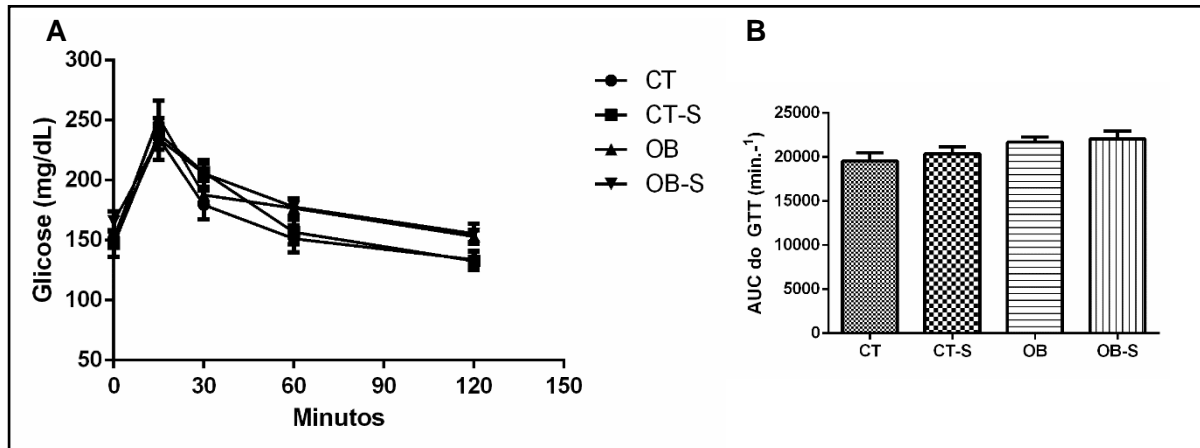 A
Glicose (mg/dL)
300
250
200
150
100
50
0 30 60 90 120 150
Minutos
CT
CT-S
OB
OB-S
B
AUC do GTT (min.-¹)
25000
20000
15000
10000
5000
0
CT CT-S OB OB-S